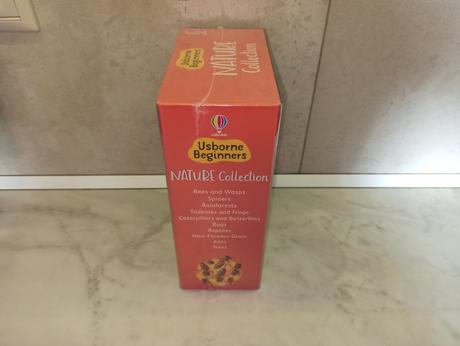 Usborne
Beginners
NATURE
Collection
USBORNE
Usborne
Beginners
NATURE Collection
Bees and Wasps
Spiders
Rainforests
Tadpoles and Frogs
Caterpillars and Butterflies
Bugs
Reptiles
How Flowers Grow
Ants
Trees